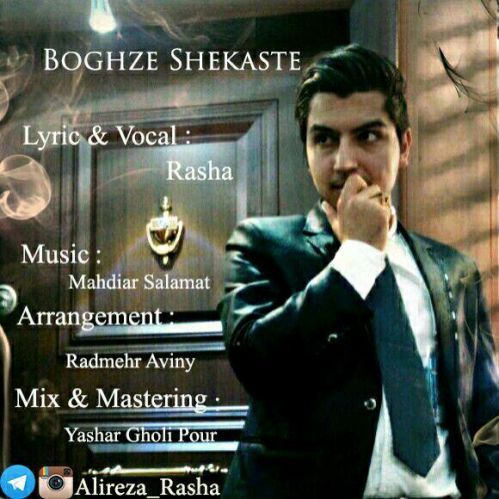 BOGHZE SHEKASTE
Lyric & Vocal :
Rasha
Music :
Mahdiar Salamat
Arrangement :
Radmehr Aviny
Mix & Mastering :
Yashar Gholi Pour
Alireza_Rasha